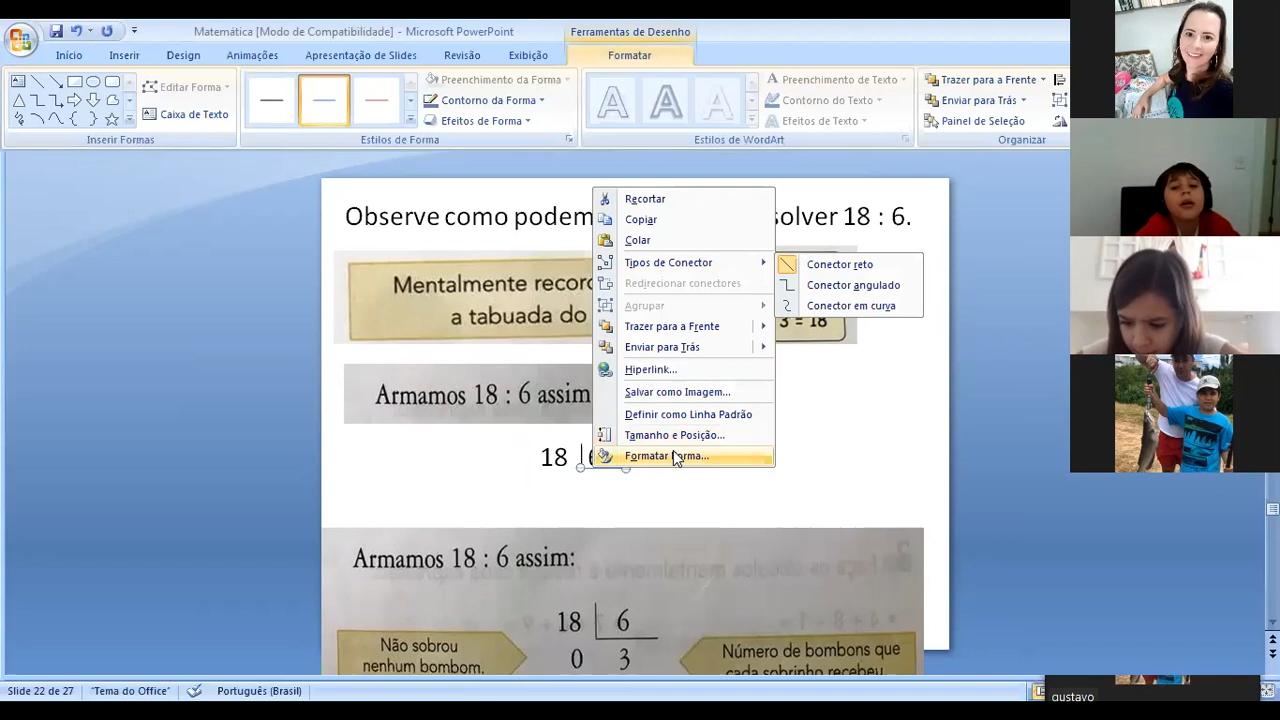 Matemática [Modo de Compatibilidade] - Microsoft PowerPoint
Ferramentas de Desenho
Início
Inserir
Design
Animações
Apresentação de Slides
Revisão
Exibição
Formatar
Editar Forma
Caixa de Texto
Inserir Formas
Preenchimento da Forma
Contorno da Forma
Efeitos de Forma
Estilos de Forma
Preenchimento de Texto
Contorno do Texto
Efeitos de Texto
Estilos de WordArt
Trazer para a Frente
Enviar para Trás
Painel de Seleção
Organizar
Observe como podem solver 18 : 6.
Mentalmente recor
a tabuada do
3 = 18
Recortar
Copiar
Colar
Tipos de Conector
Redirecionar conectores
Agrupar
Trazer para a Frente
Enviar para Trás
Hiperlink...
Salvar como Imagem...
Definir como Linha Padrão
Tamanho e Posição...
Formatar Forma...
Conector reto
Conector angulado
Conector em curva
Armamos 18 : 6 assim
18 6
Armamos 18 : 6 assim:
18 6
0 3
Não sobrou
nenhum bombom.
Número de bombons que
cada sobrinho recebeu.
Slide 22 de 27
"Tema do Office"
Português (Brasil)
gustavo